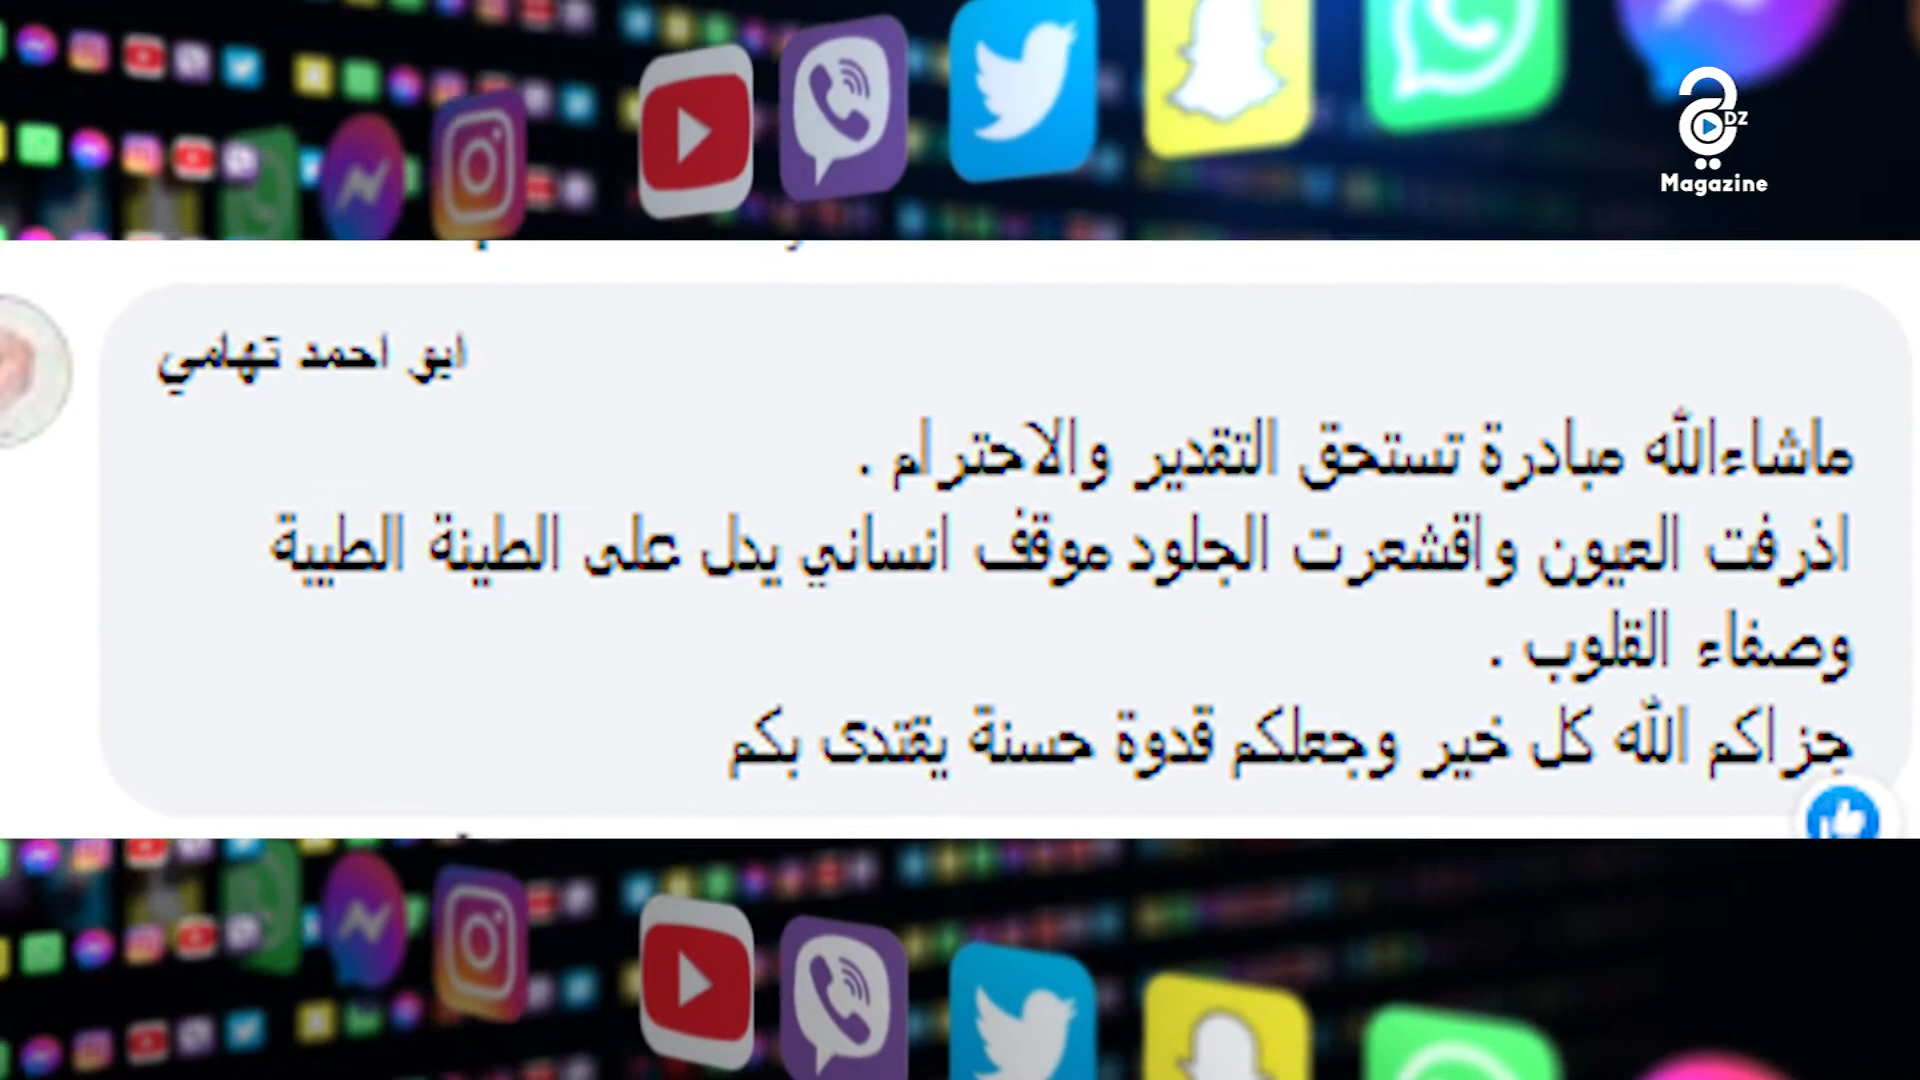 DZ
Magazine
ابو احمد تهامي
ماشاءالله مبادرة تستحق التقدير والاحترام .
اذرفت العيون واقشعرت الجلود موقف انساني يدل على الطينة الطيبة
وصفاء القلوب .
جزاكم الله كل خير وجعلكم قدوة حسنة يقتدى بكم